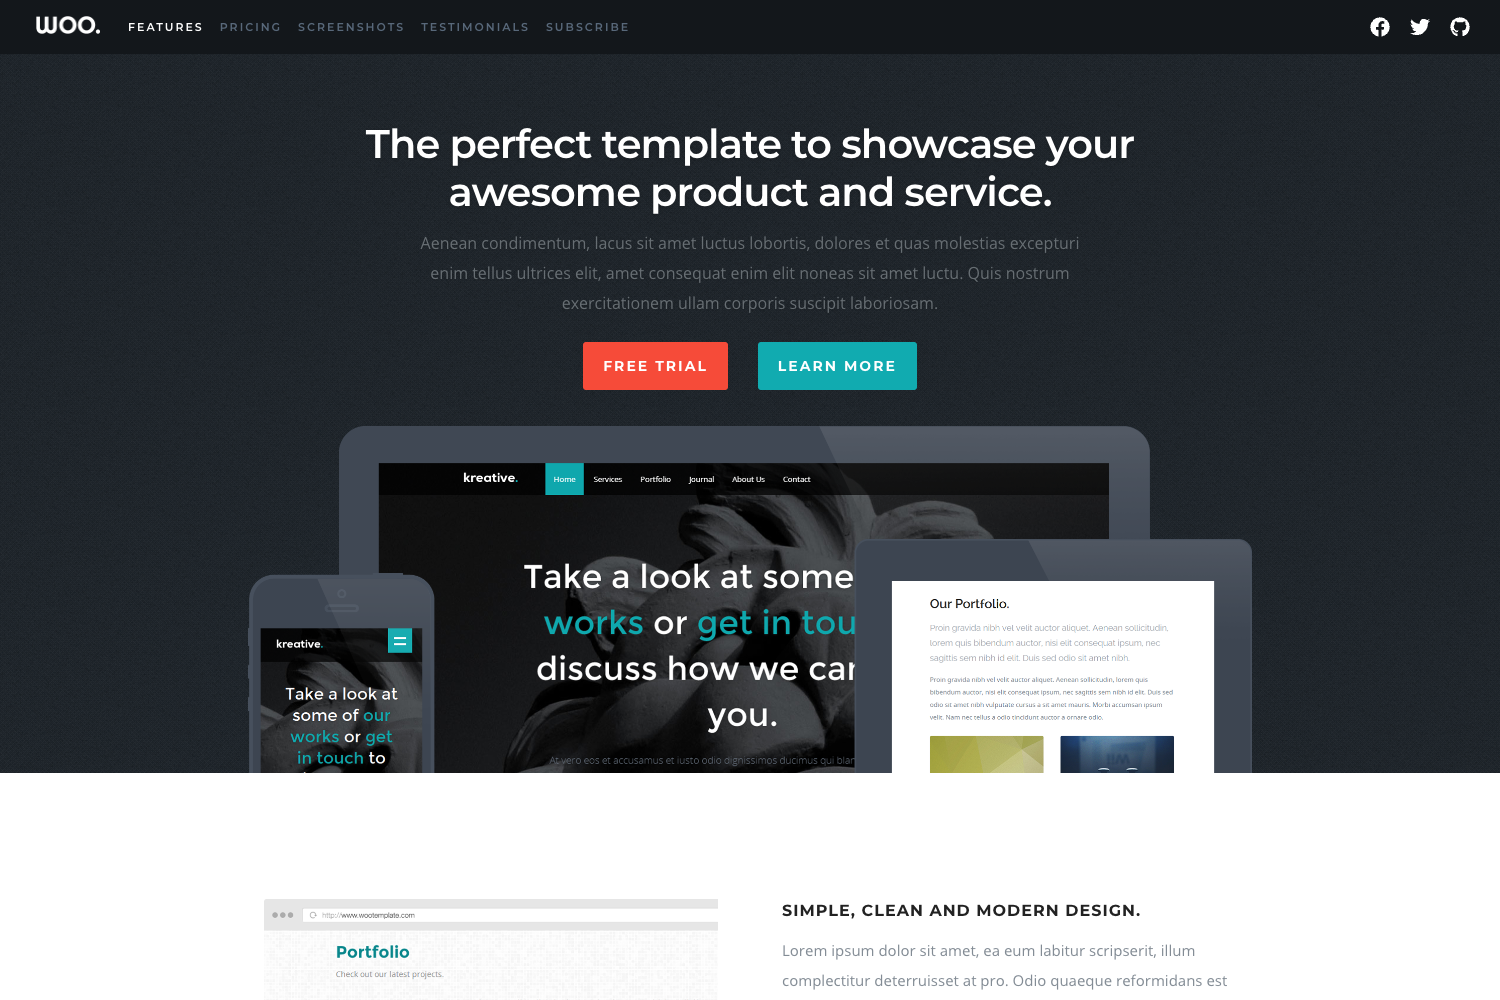 WOO. FEATURES PRICING SCREENSHOTS TESTIMONIALS SUBSCRIBE
The perfect template to showcase your
awesome product and service.
Aenean condimentum, lacus sit amet luctus lobortis, dolores et quas molestias excepturi
enim tellus ultrices elit, amet consequat enim elit noneas sit amet luctu. Quis nostrum
exercitationem ullam corporis suscipit laboriosam.
FREE TRIAL LEARN MORE
kreative. Home Services Portfolio Journal About Us Contact
Take a look at some
works or get in tou
discuss how we car
you.
At vero eos et accusamus et iusto odio dignissimos ducimus qui blan
kreative.
Take a look at
some of our
works or get
in touch to
Our Portfolio.
Proin gravida nibh vel velit auctor aliquet. Aenean sollicitudin,
lorem quis bibendum auctor, nisi elit consequat ipsum, nec
sagittis sem nibh id elit. Duis sed odio sit amet nibh.
Proin gravida nibh vel velit auctor aliquet. Aenean sollicitudin, lorem quis
bibendum auctor, nisi elit consequat ipsum, nec sagittis sem nibh id elit. Duis sed
odio sit amet nibh vulputate cursus a sit amet mauris. Morbi accumsan ipsum
velit. Nam nec tellus a odio tincidunt auctor a ornare odio.
http://www.wootemplate.com
Portfolio
Check out our latest projects.
SIMPLE, CLEAN AND MODERN DESIGN.
Lorem ipsum dolor sit amet, ea eum labitur scripserit, illum
complectitur deterruisset at pro. Odio quaeque reformidans est